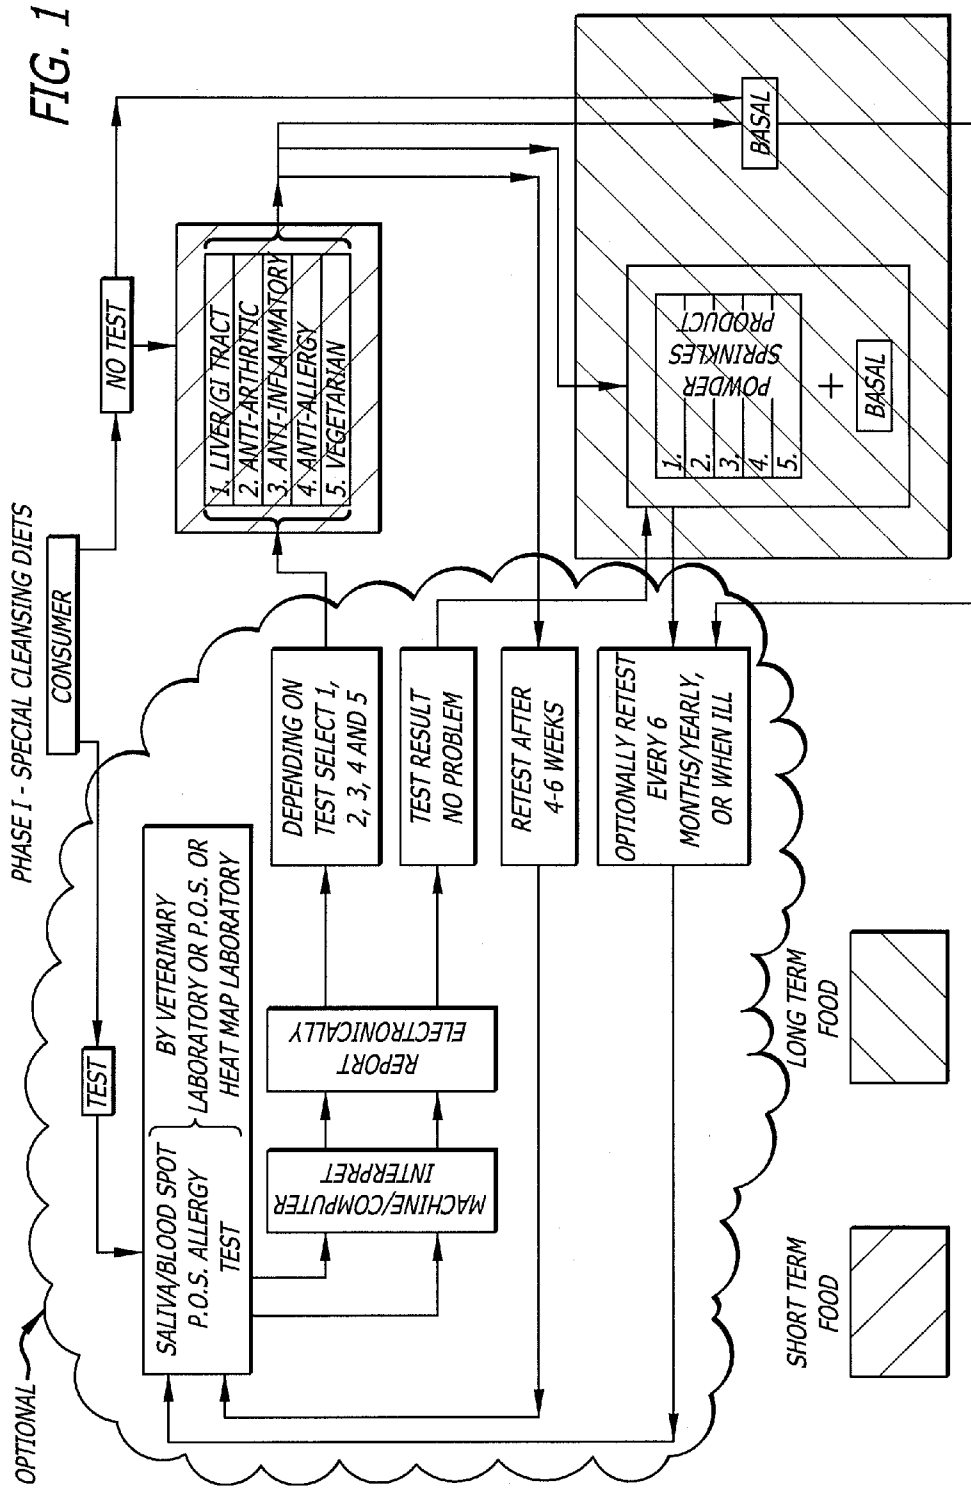 FIG. 1
PHASE I - SPECIAL CLEANSING DIETS
CONSUMER
NO TEST
TEST
OPTIONAL
SALIVA/BLOOD SPOT
P.O.S. ALLERGY
TEST
BY VETERINARY
LABORATORY OR P.O.S. OR
HEAT MAP LABORATORY
MACHINE/COMPUTER
INTERPRET
REPORT
ELECTRONICALLY
DEPENDING ON
TEST SELECT 1,
2, 3, 4 AND 5
TEST RESULT
NO PROBLEM
RETEST AFTER
4-6 WEEKS
OPTIONALLY RETEST
EVERY 6
MONTHS/YEARLY,
OR WHEN ILL
1. LIVER/GI TRACT
2. ANTI-ARTHRITIC
3. ANTI-INFLAMMATORY
4. ANTI-ALLERGY
5. VEGETARIAN
1.
2.
3.
4.
5.
POWDER
SPRINKLES
PRODUCT
+
BASAL
BASAL
SHORT TERM
FOOD
LONG TERM
FOOD